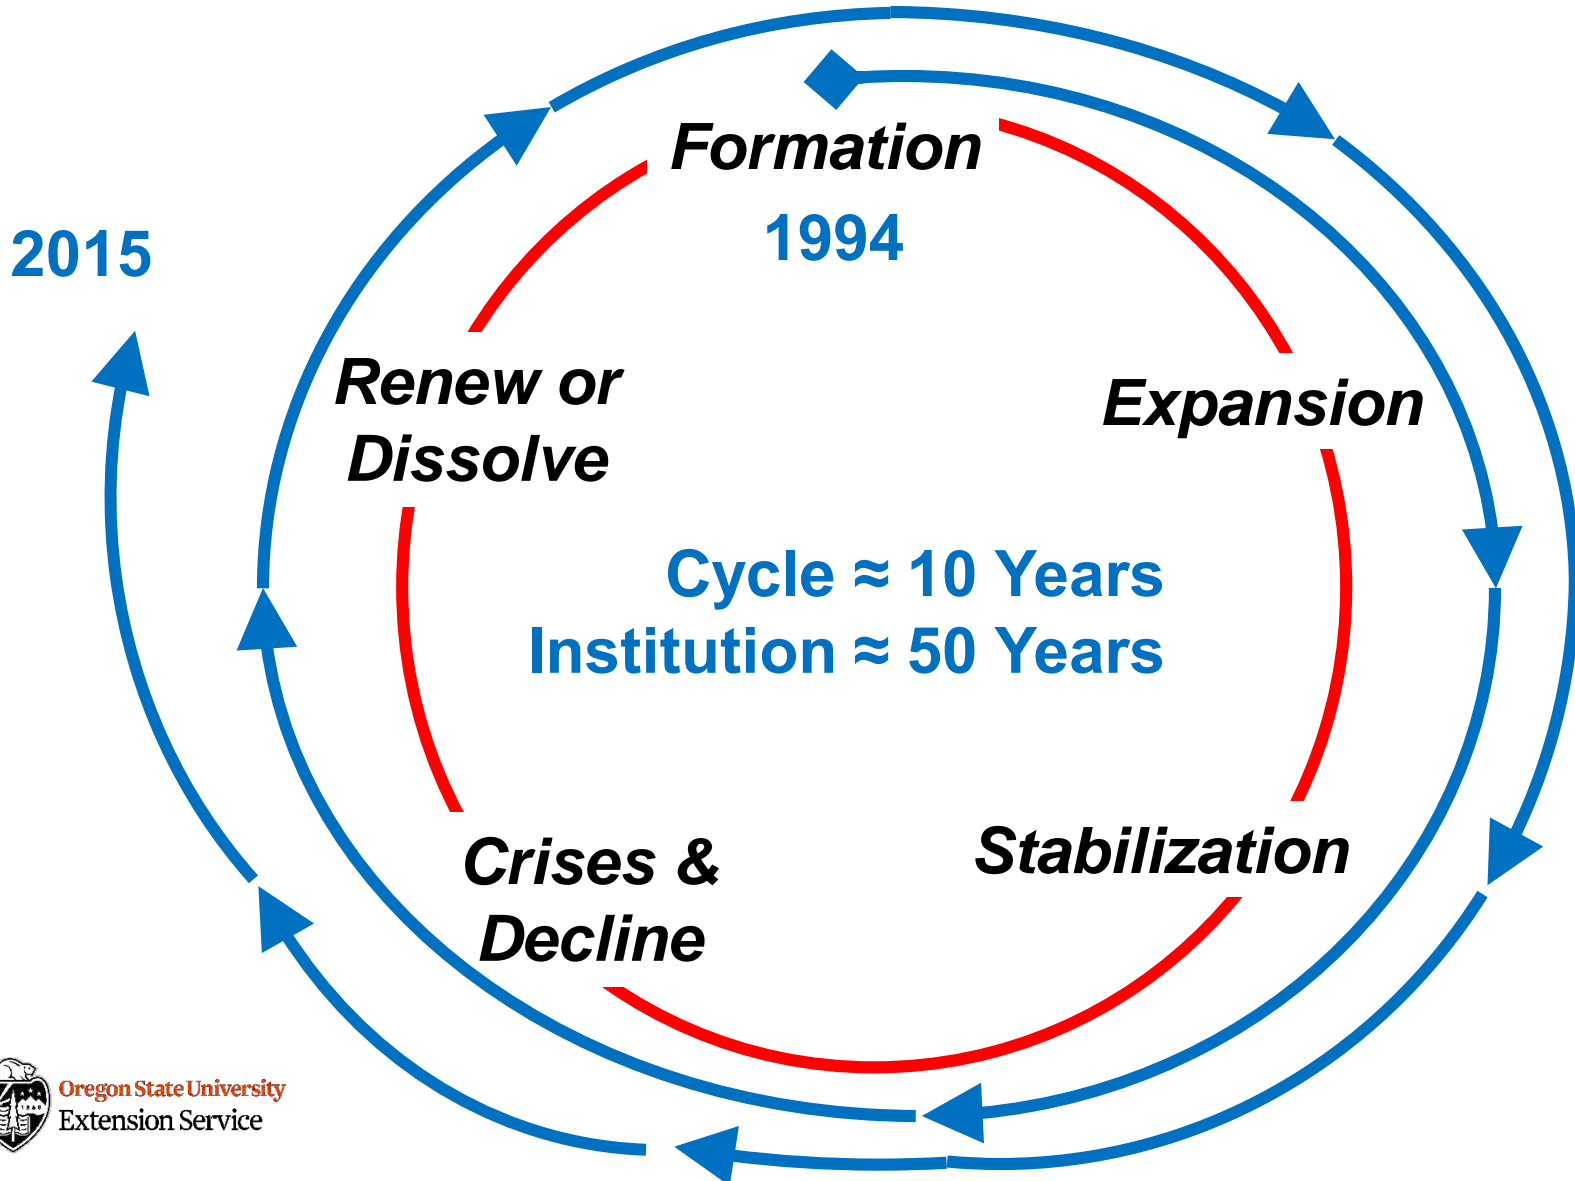 Formation
1994
2015
Renew or
Dissolve
Expansion
Cycle ≈ 10 Years
Institution ≈ 50 Years
Crises &
Decline
Stabilization
Oregon State University
Extension Service